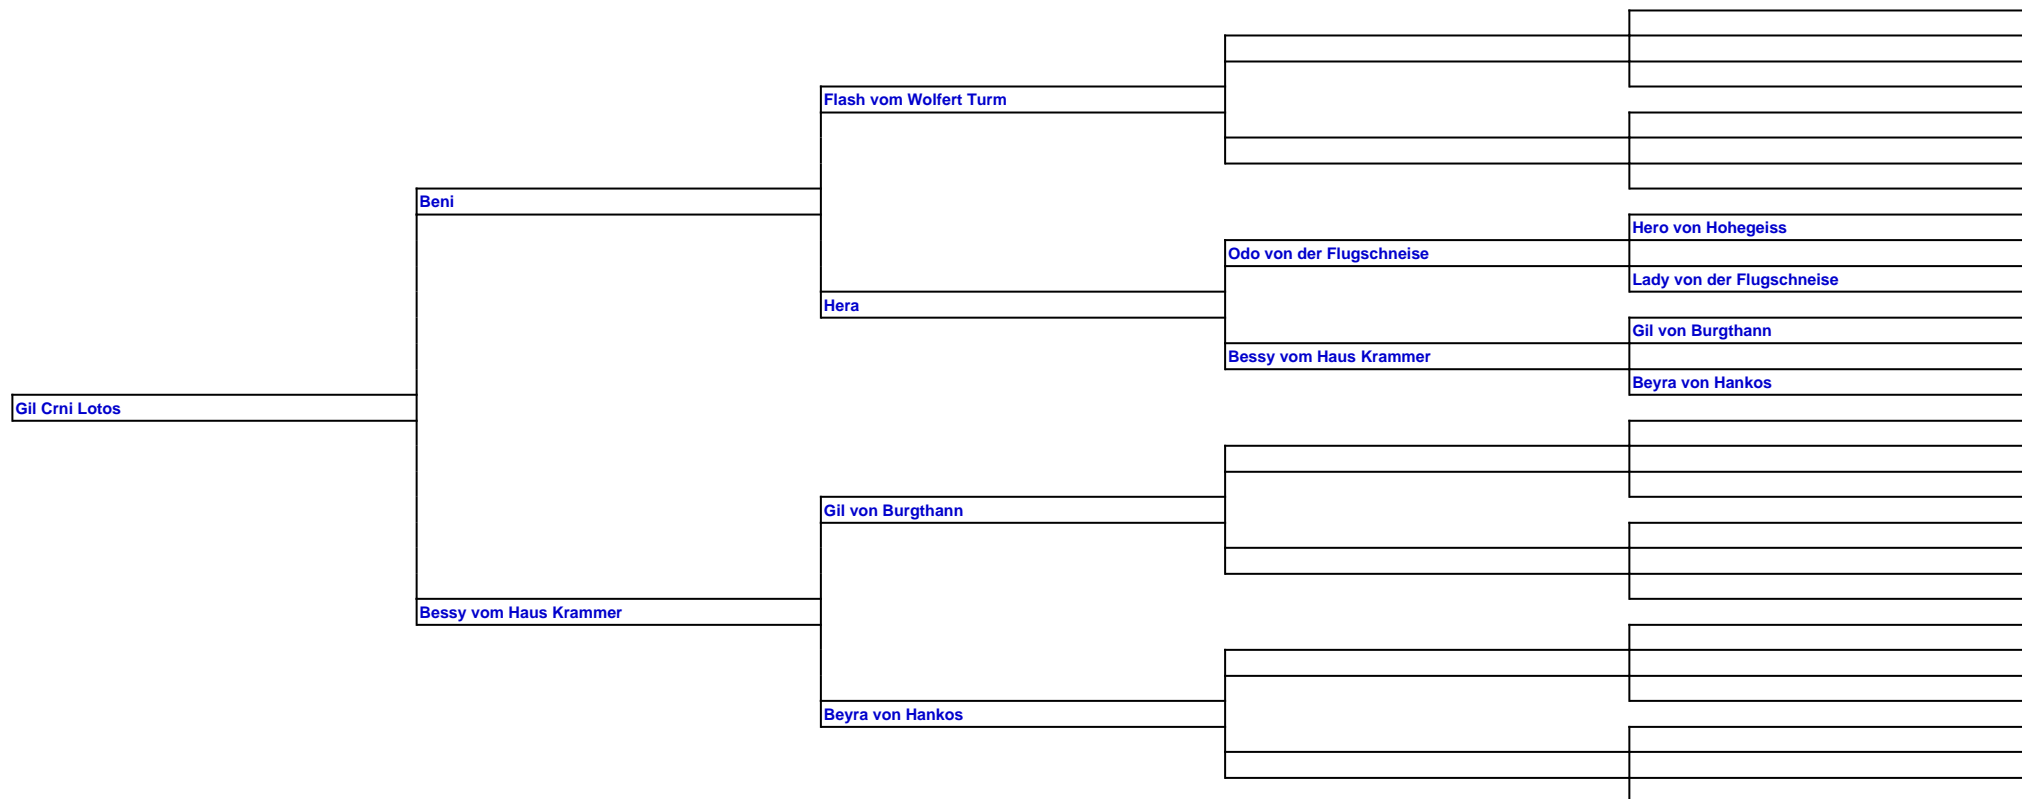 Flash vom Wolfert Turm
Beni
Hero von Hohegeiss
Odo von der Flugschneise
Lady von der Flugschneise
Hera
Gil von Burgthann
Bessy vom Haus Krammer
Beyra von Hankos
Gil Crni Lotos
Gil von Burgthann
Bessy vom Haus Krammer
Beyra von Hankos